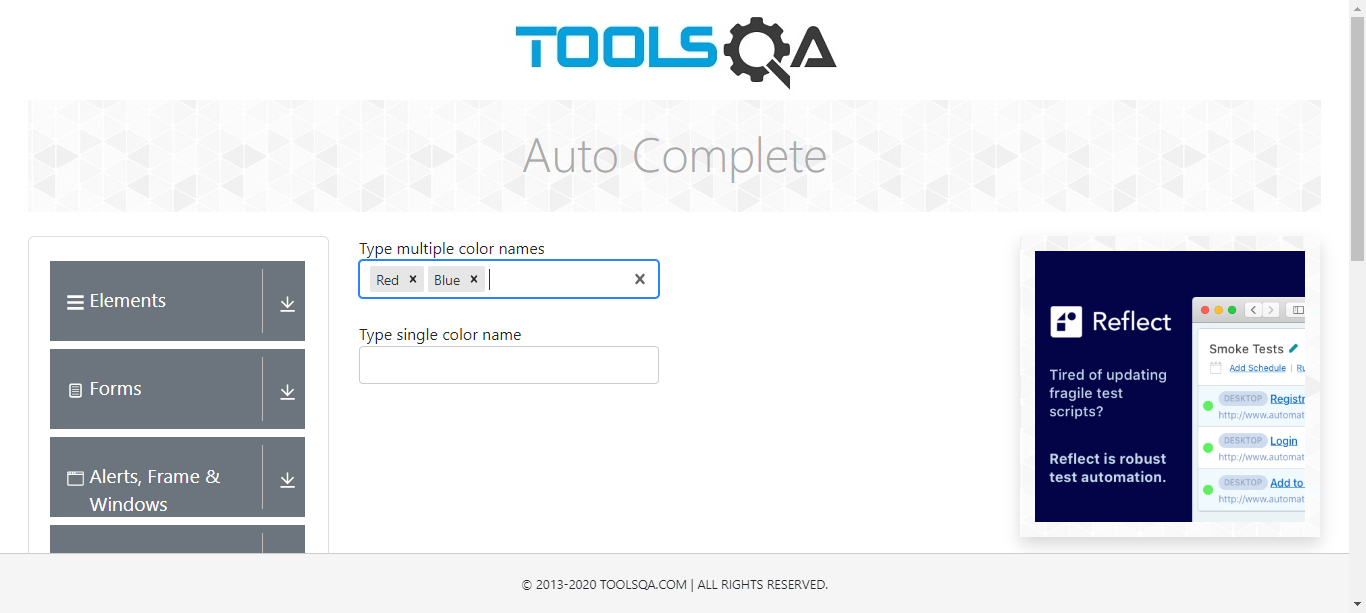 TOOLSQA
Auto Complete
Elements
Forms
Alerts, Frame &
Windows
Type multiple color names
Red × Blue ×
Type single color name
Reflect
Tired of updating
fragile test
scripts?
Reflect is robust
test automation.
Smoke Tests
Add Schedule | Ru
DESKTOP Registr
http://www.automat
DESKTOP Login
http://www.automat
DESKTOP Add to
http://www.automat
© 2013-2020 TOOLSQA.COM | ALL RIGHTS RESERVED.